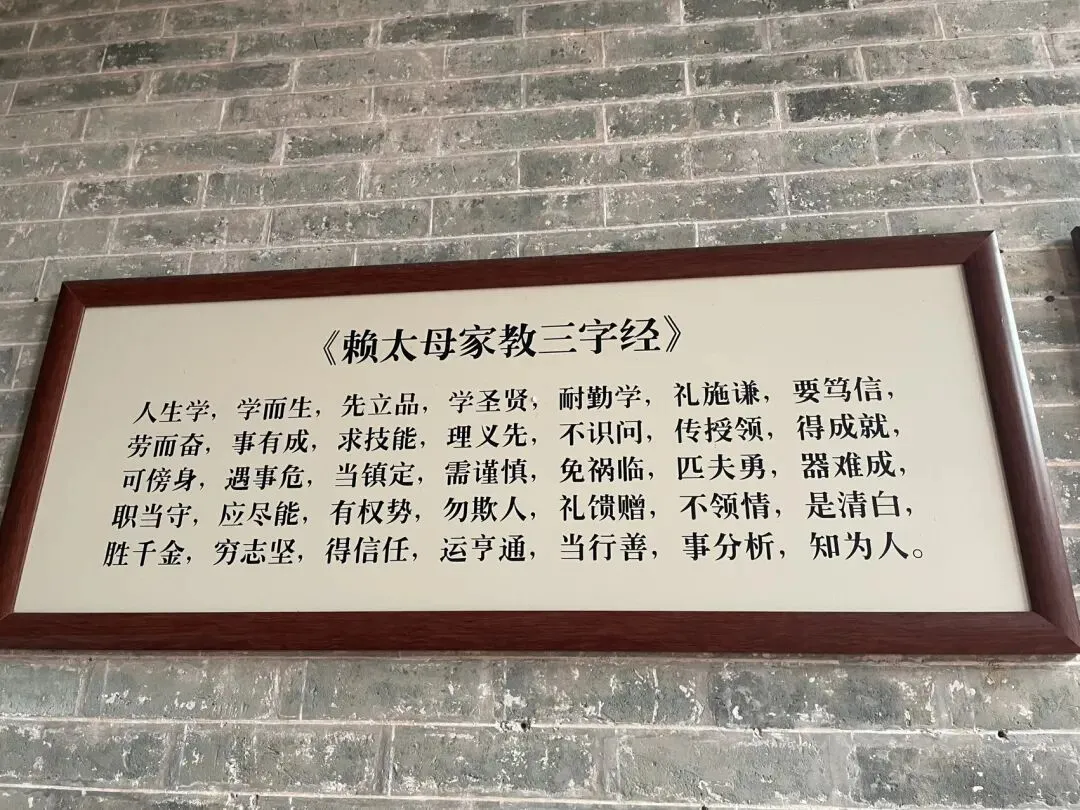 《赖太母家教三字经》
人生学，学而生，先立品，学圣贤，耐勤学，礼施谦，要笃信，
劳而奋，事有成，求技能，理义先，不识问，传授领，得成就，
可傍身，遇事危，当镇定，需谨慎，免祸临，匹夫勇，器难成，
职当守，应尽能，有权势，勿欺人，礼馈赠，不领情，是清白，
胜千金，穷志坚，得信任，运亨通，当行善，事分析，知为人。